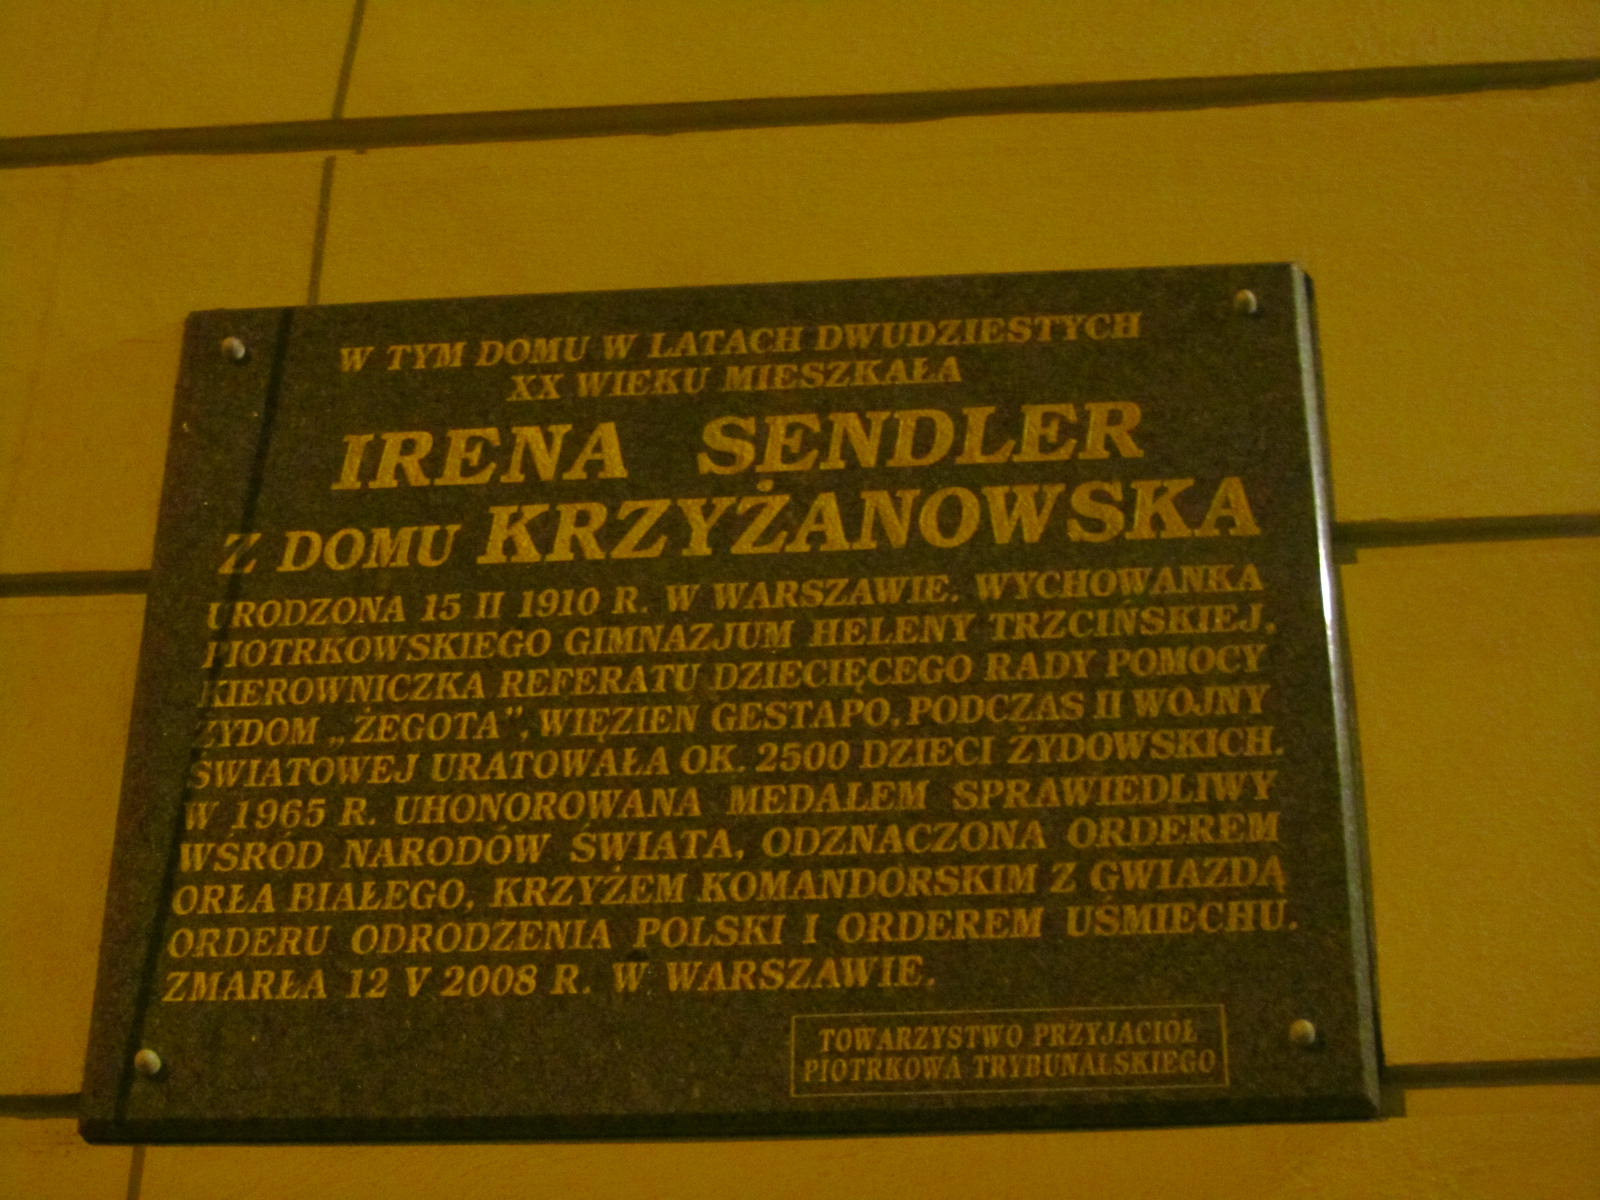 W TYM DOMU W LATACH DWUDZIESTYCH
XX WIEKU MIESZKAŁA
IRENA SENDLER
Z DOMU KRZYŻANOWSKA
URODZONA 15 II 1910 R. W WARSZAWIE. WYCHOWANKA
PIOTRKOWSKIEGO GIMNAZJUM HELENY TRZCIŃSKIEJ.
KIEROWNICZKA REFERATU DZIECIĘCEGO RADY POMOCY
ŻYDOM „ŻEGOTA”, WIĘZIEŃ GESTAPO. PODCZAS II WOJNY
ŚWIATOWEJ URATOWAŁA OK. 2500 DZIECI ŻYDOWSKICH.
W 1965 R. UHONOROWANA MEDALEM SPRAWIEDLIWY
WŚRÓD NARODÓW ŚWIATA, ODZNACZONA ORDEREM
ORŁA BIAŁEGO, KRZYŻEM KOMANDORSKIM Z GWIAZDĄ
ORDERU ODRODZENIA POLSKI I ORDEREM UŚMIECHU.
ZMARŁA 12 V 2008 R. W WARSZAWIE.
TOWARZYSTWO PRZYJACIÓŁ
PIOTRKOWA TRYBUNALSKIEGO